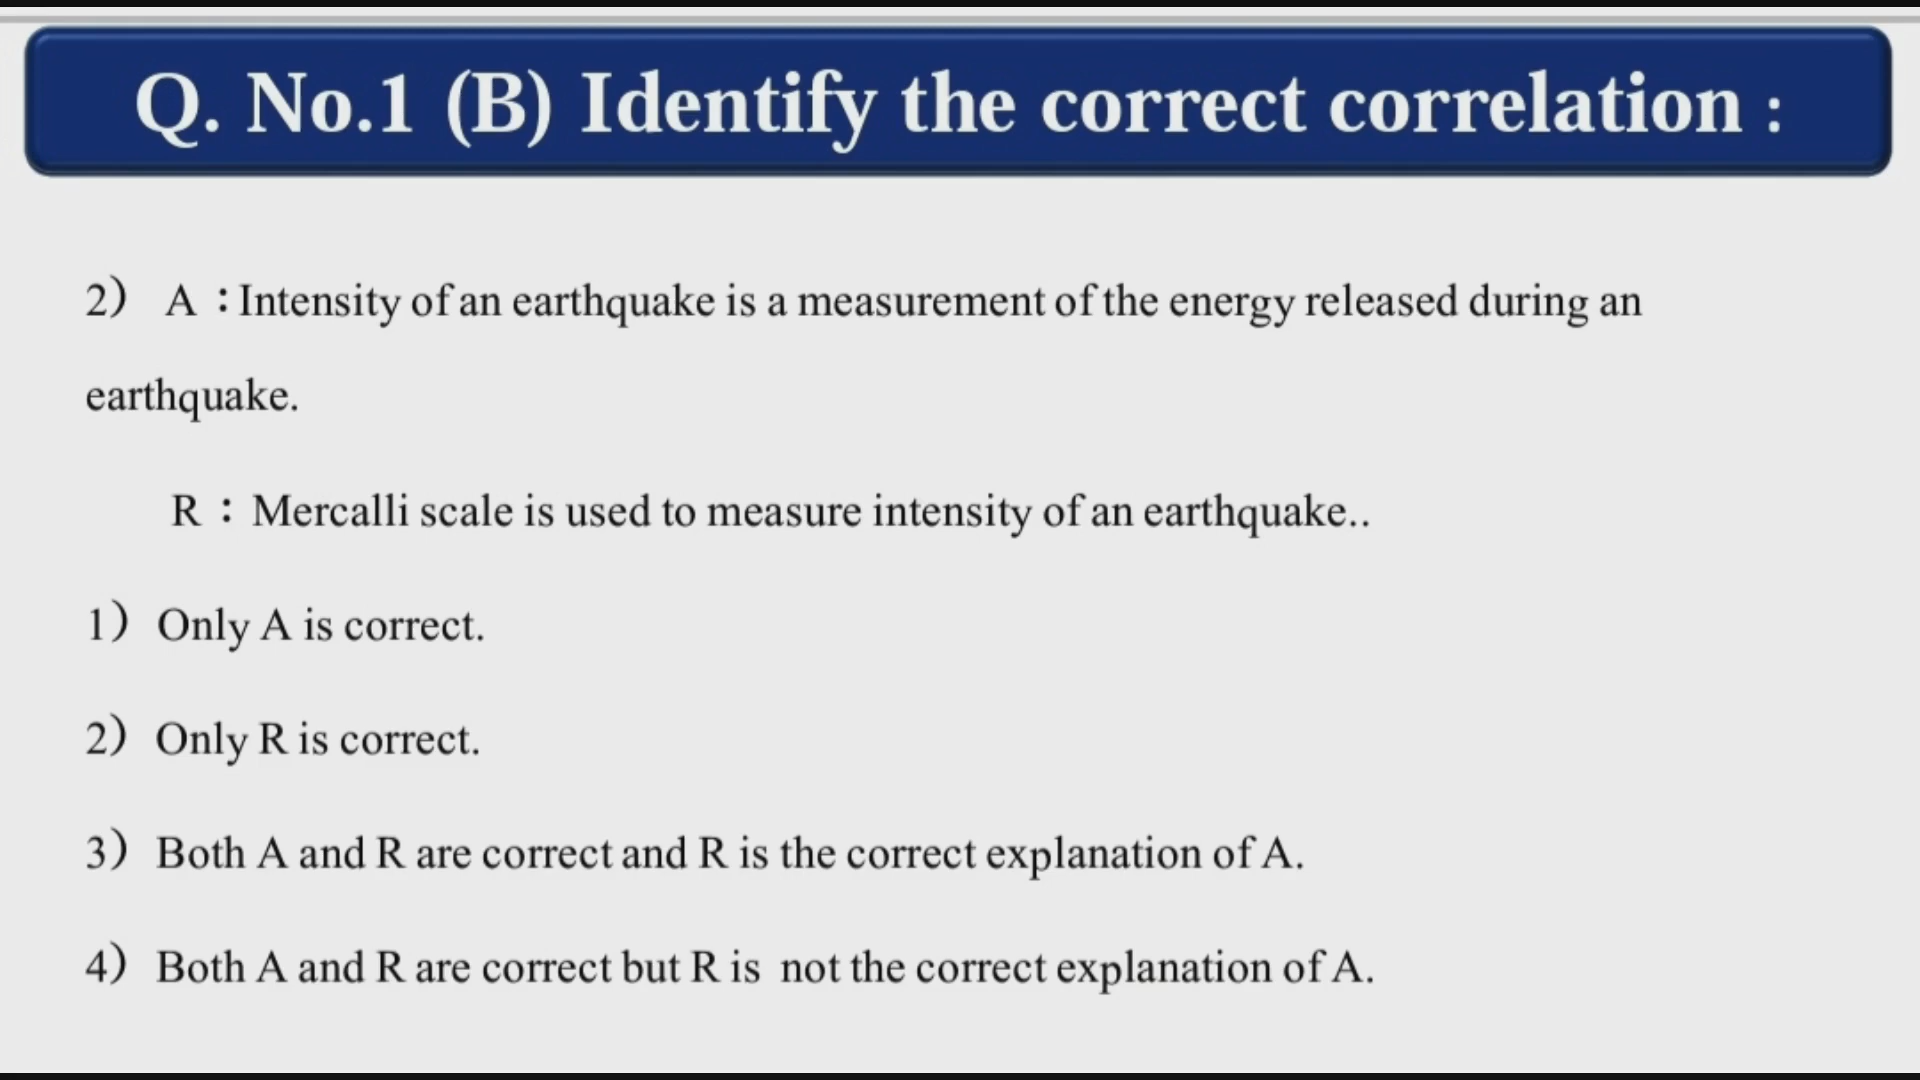 Q. No.1 (B) Identify the correct correlation :
2) A : Intensity of an earthquake is a measurement of the energy released during an
earthquake.
R : Mercalli scale is used to measure intensity of an earthquake..
1) Only A is correct.
2) Only R is correct.
3) Both A and R are correct and R is the correct explanation of A.
4) Both A and R are correct but R is not the correct explanation of A.